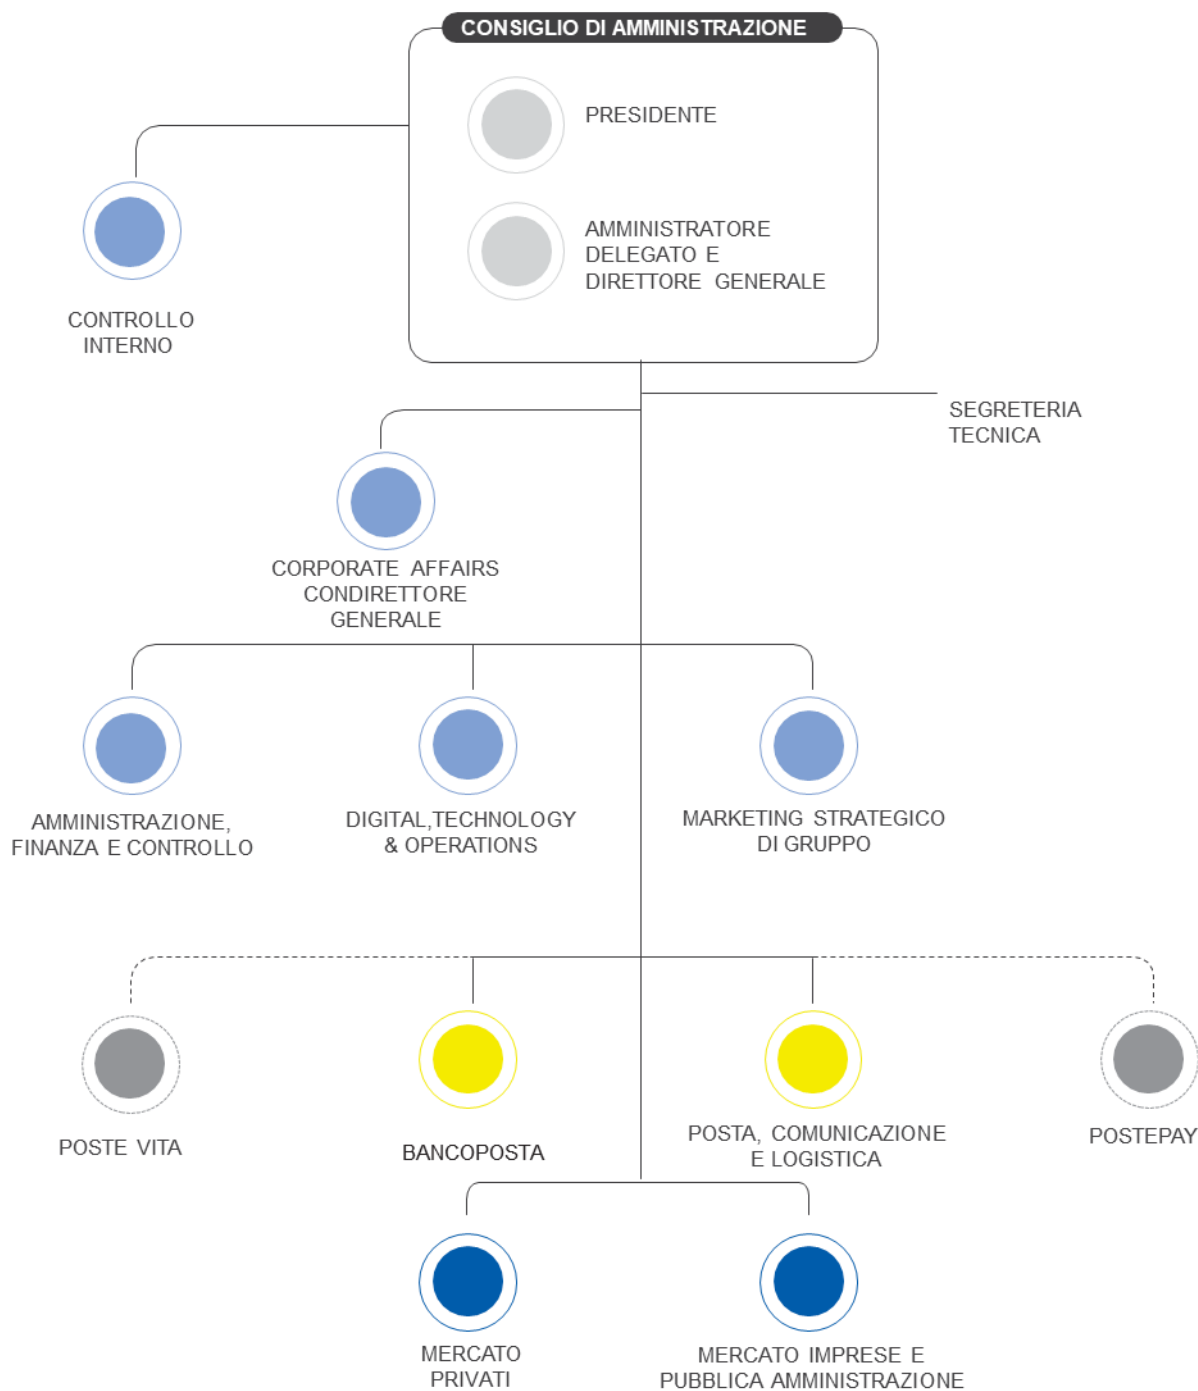 CONSIGLIO DI AMMINISTRAZIONE
PRESIDENTE
AMMINISTRATORE
DELEGATO E
DIRETTORE GENERALE
CONTROLLO
INTERNO
SEGRETERIA
TECNICA
CORPORATE AFFAIRS
CONDIRETTORE
GENERALE
AMMINISTRAZIONE,
FINANZA E CONTROLLO
DIGITAL,TECHNOLOGY
& OPERATIONS
MARKETING STRATEGICO
DI GRUPPO
POSTE VITA
BANCOPOSTA
POSTA, COMUNICAZIONE
E LOGISTICA
POSTEPAY
MERCATO
PRIVATI
MERCATO IMPRESE E
PUBBLICA AMMINISTRAZIONE